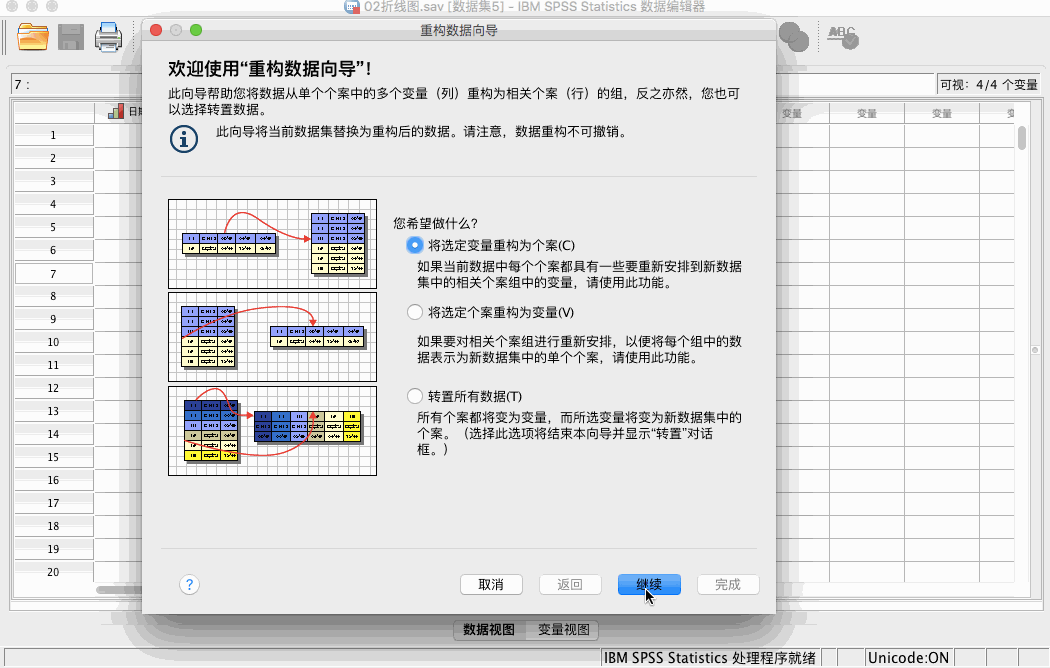 02折线图.sav [数据集5] - IBM SPSS Statistics 数据编辑器
重构数据向导
ABC
7 :
可视: 4/4 个变量
日期
变量
变量
变量
欢迎使用“重构数据向导”!
此向导帮助您将数据从单个个案中的多个变量（列）重构为相关个案（行）的组，反之亦然，您也可
以选择转置数据。
此向导将当前数据集替换为重构后的数据。请注意，数据重构不可撤销。
您希望做什么?
将选定变量重构为个案(C)
如果当前数据中每个个案都具有一些要重新安排到新数据
集中的相关个案组中的变量，请使用此功能。
将选定个案重构为变量(V)
如果要对相关个案组进行重新安排，以便将每个组中的数
据表示为新数据集中的单个个案，请使用此功能。
转置所有数据(T)
所有个案都将变为变量，而所选变量将变为新数据集中的
个案。（选择此选项将结束本向导并显示“转置”对话
框。）
1
2
3
4
5
6
7
8
9
10
11
12
13
14
15
16
17
18
19
20
?
取消
返回
继续
完成
数据视图
变量视图
IBM SPSS Statistics 处理程序就绪
Unicode:ON